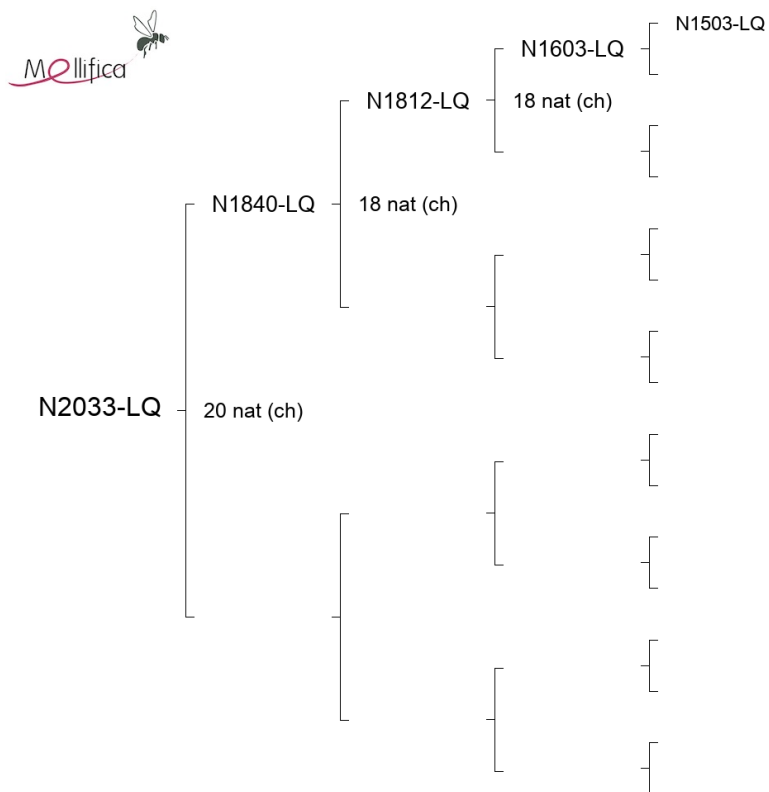 Mellifica
N1503-LQ
N1603-LQ
N1812-LQ
18 nat (ch)
N1840-LQ
18 nat (ch)
N2033-LQ
20 nat (ch)